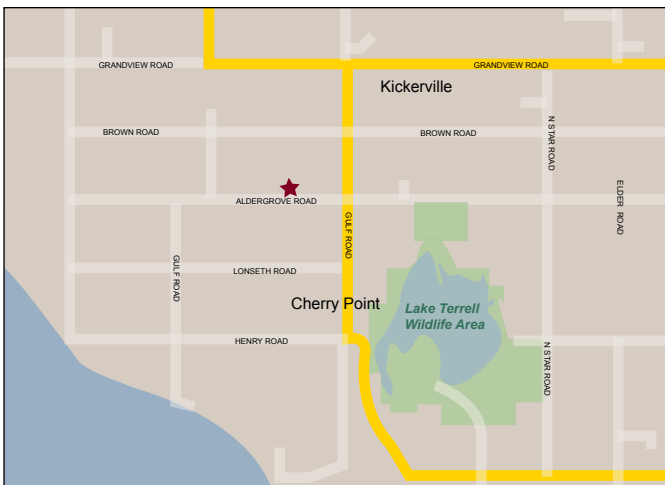 GRANDVIEW ROAD
GRANDVIEW ROAD
Kickerville
BROWN ROAD
BROWN ROAD
N STAR ROAD
ALDERGROVE ROAD
ELDER ROAD
GULF ROAD
GULF ROAD
LONSETH ROAD
Cherry Point
Lake Terrell
Wildlife Area
HENRY ROAD
N STAR ROAD